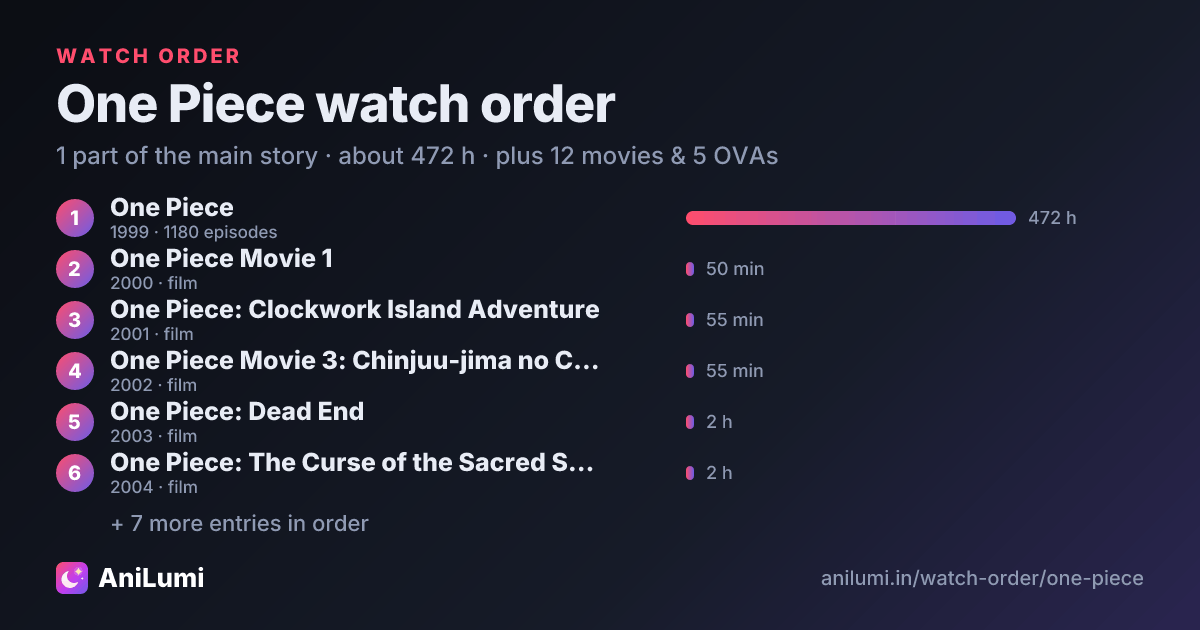 WATCH ORDER
One Piece watch order
1 part of the main story · about 472 h · plus 12 movies & 5 OVAs
1
One Piece
472 h
1999 · 1180 episodes
2
One Piece Movie 1
50 min
2000 · film
3
One Piece: Clockwork Island Adventure
55 min
2001 · film
4
One Piece Movie 3: Chinjuu-jima no C...
55 min
2002 · film
5
One Piece: Dead End
2 h
2003 · film
6
One Piece: The Curse of the Sacred S...
2 h
2004 · film
+ 7 more entries in order
AniLumi
anilumi.in/watch-order/one-piece